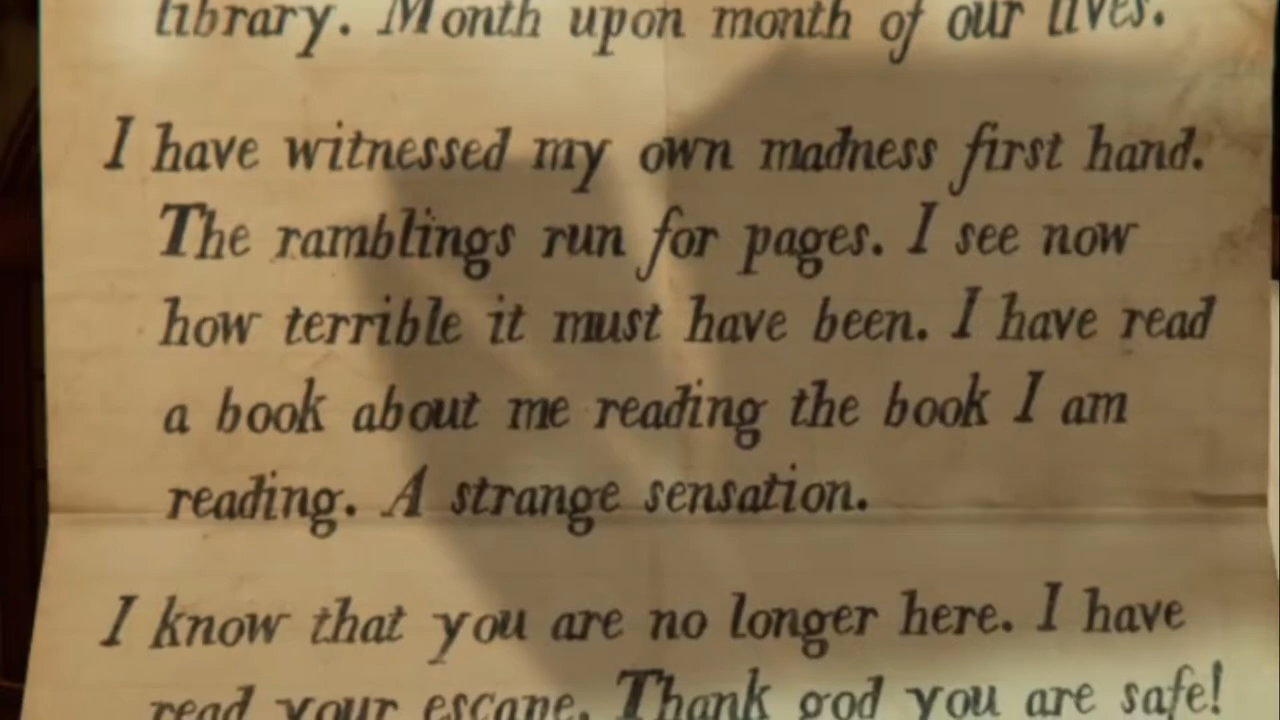 library. Month upon month of our lives.
I have witnessed my own madness first hand.
The ramblings run for pages. I see now
how terrible it must have been. I have read
a book about me reading the book I am
reading. A strange sensation.
I know that you are no longer here. I have
read your escape. Thank god you are safe!